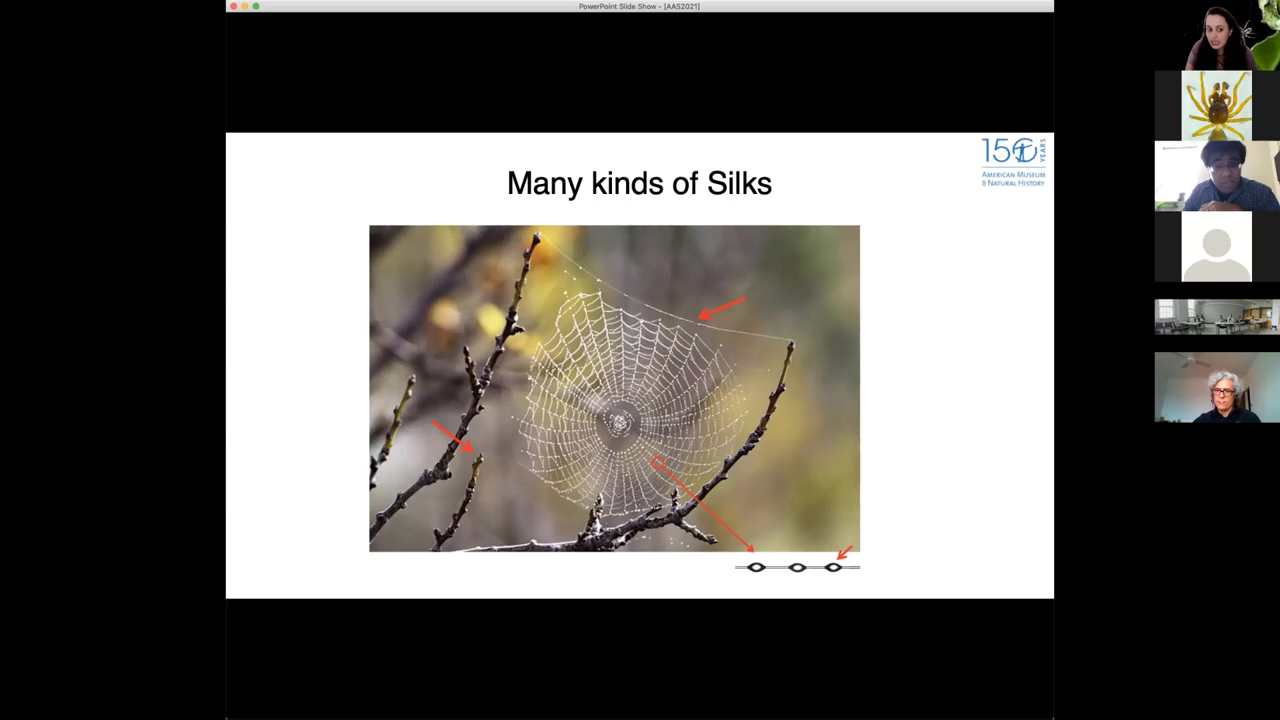 PowerPoint Slide Show - [AAS2021]
150 YEARS
AMERICAN MUSEUM
& NATURAL HISTORY
Many kinds of Silks